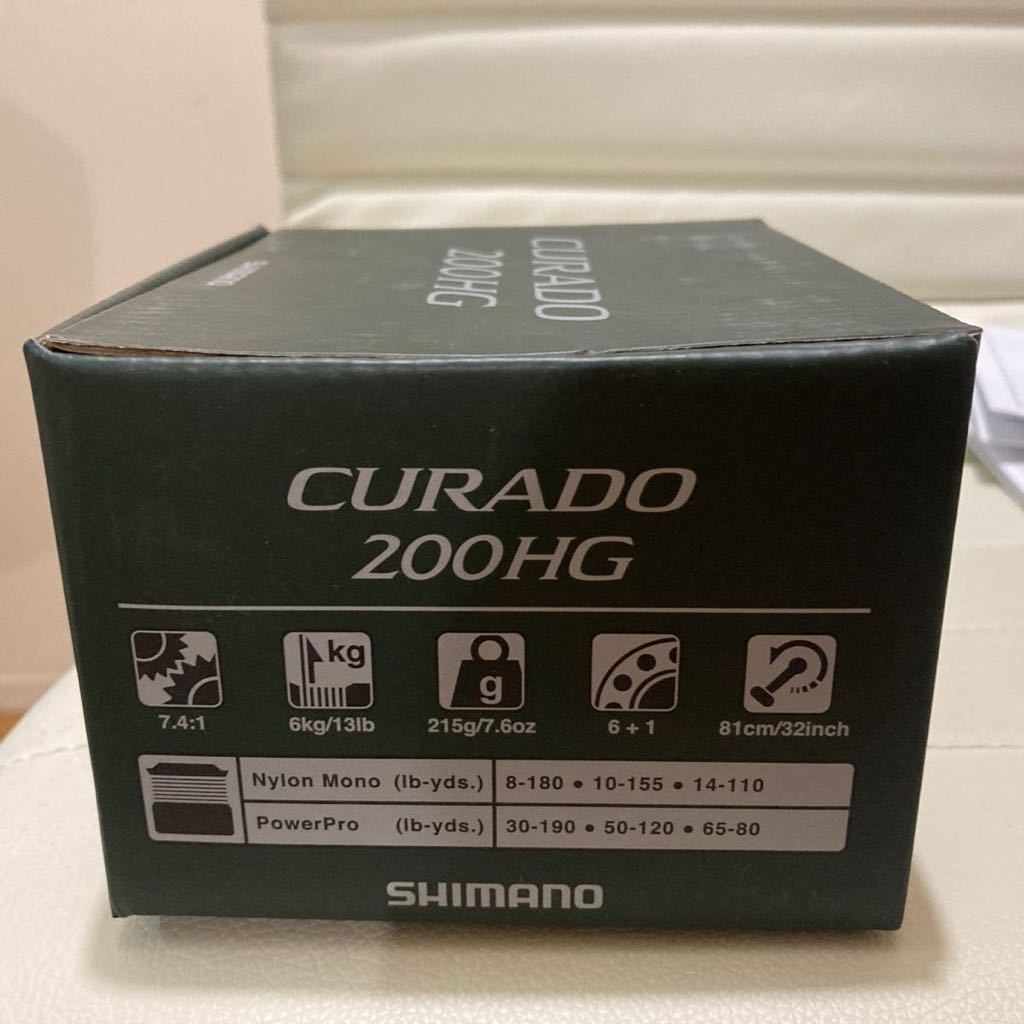 SHIMANO
CURADO
200HG
CURADO
200HG
kg
g
7.4:1
6kg/13lb
215g/7.6oz
6 + 1
81cm/32inch
Nylon Mono (lb-yds.) 8-180 • 10-155 • 14-110
PowerPro (lb-yds.) 30-190 • 50-120 • 65-80
SHIMANO